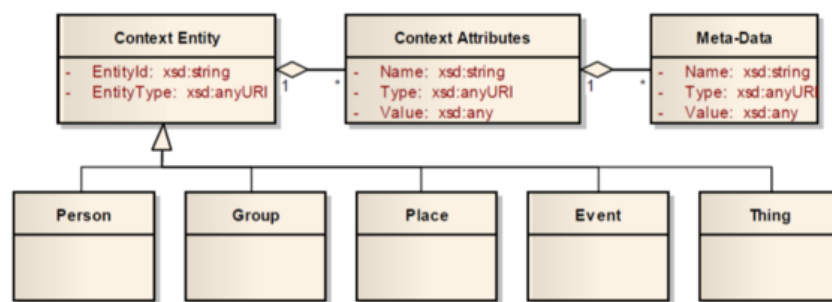 Context Entity
- EntityId: xsd:string
- EntityType: xsd:anyURI
1
*
Context Attributes
- Name: xsd:string
- Type: xsd:anyURI
- Value: xsd:any
1
*
Meta-Data
- Name: xsd:string
- Type: xsd:anyURI
- Value: xsd:any
Person
Group
Place
Event
Thing